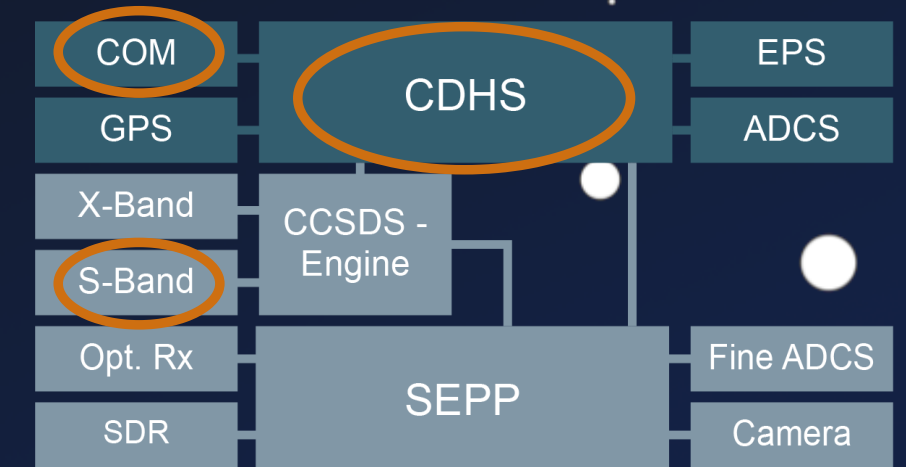 COM
CDHS
EPS
GPS
ADCS
X-Band
CCSDS -
Engine
S-Band
Opt. Rx
SEPP
Fine ADCS
SDR
Camera